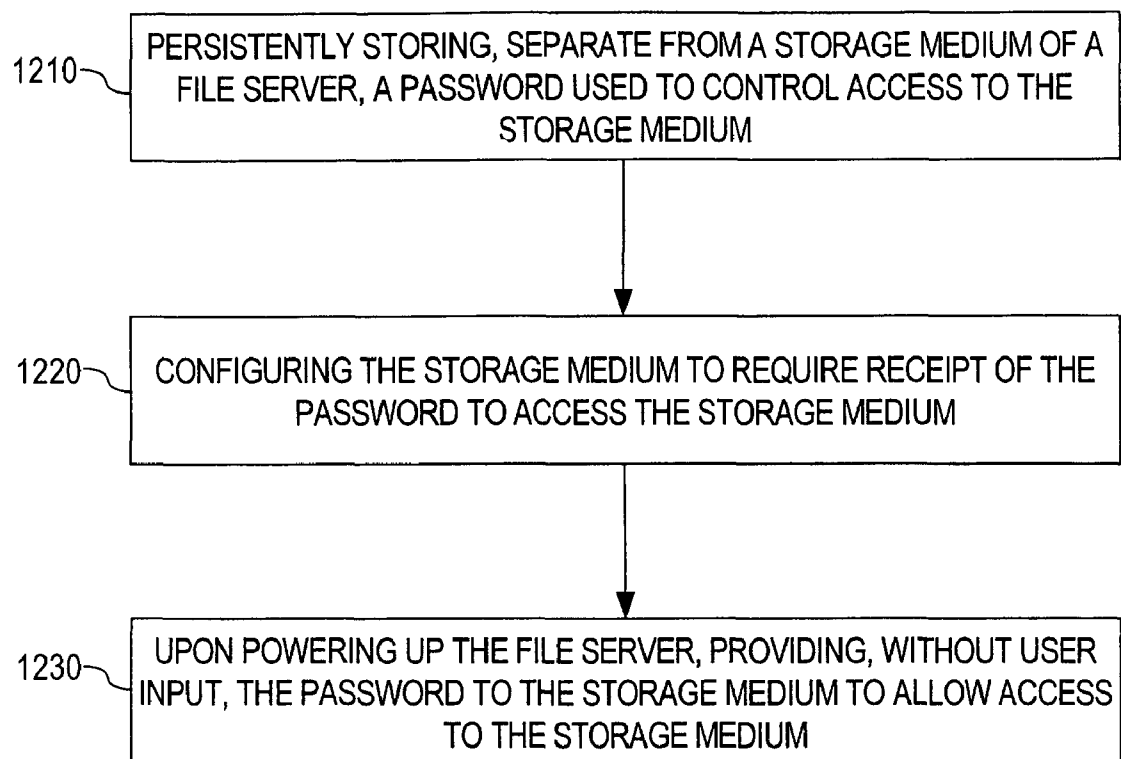 1210
PERSISTENTLY STORING, SEPARATE FROM A STORAGE MEDIUM OF A
FILE SERVER, A PASSWORD USED TO CONTROL ACCESS TO THE
STORAGE MEDIUM
1220
CONFIGURING THE STORAGE MEDIUM TO REQUIRE RECEIPT OF THE
PASSWORD TO ACCESS THE STORAGE MEDIUM
1230
UPON POWERING UP THE FILE SERVER, PROVIDING, WITHOUT USER
INPUT, THE PASSWORD TO THE STORAGE MEDIUM TO ALLOW ACCESS
TO THE STORAGE MEDIUM